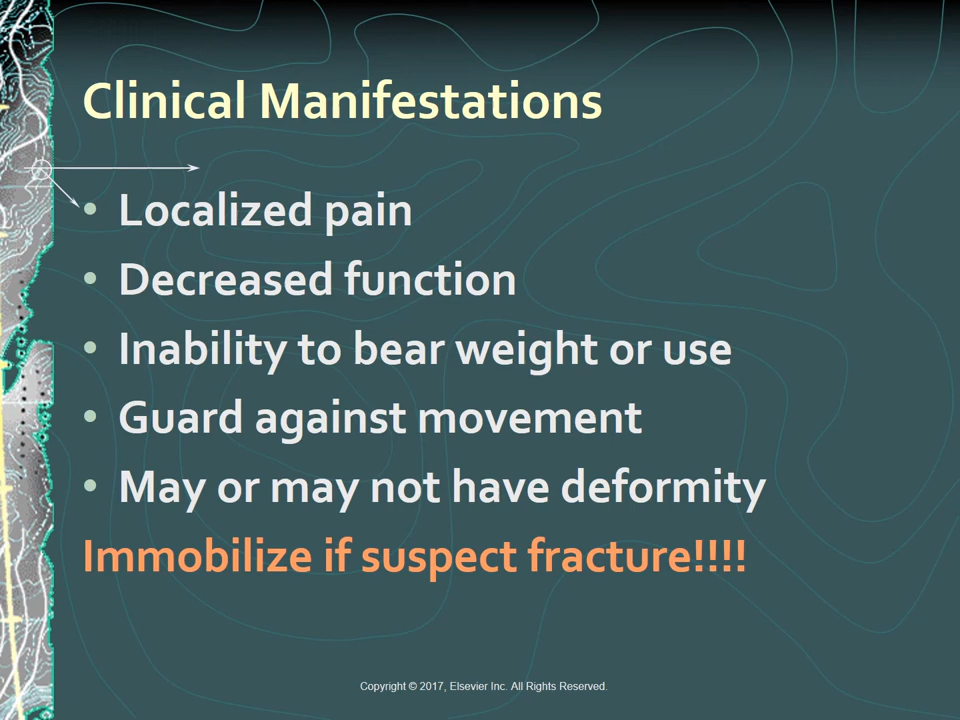 Clinical Manifestations
• Localized pain
• Decreased function
• Inability to bear weight or use
• Guard against movement
• May or may not have deformity
Immobilize if suspect fracture!!!!
Copyright © 2017, Elsevier Inc. All Rights Reserved.